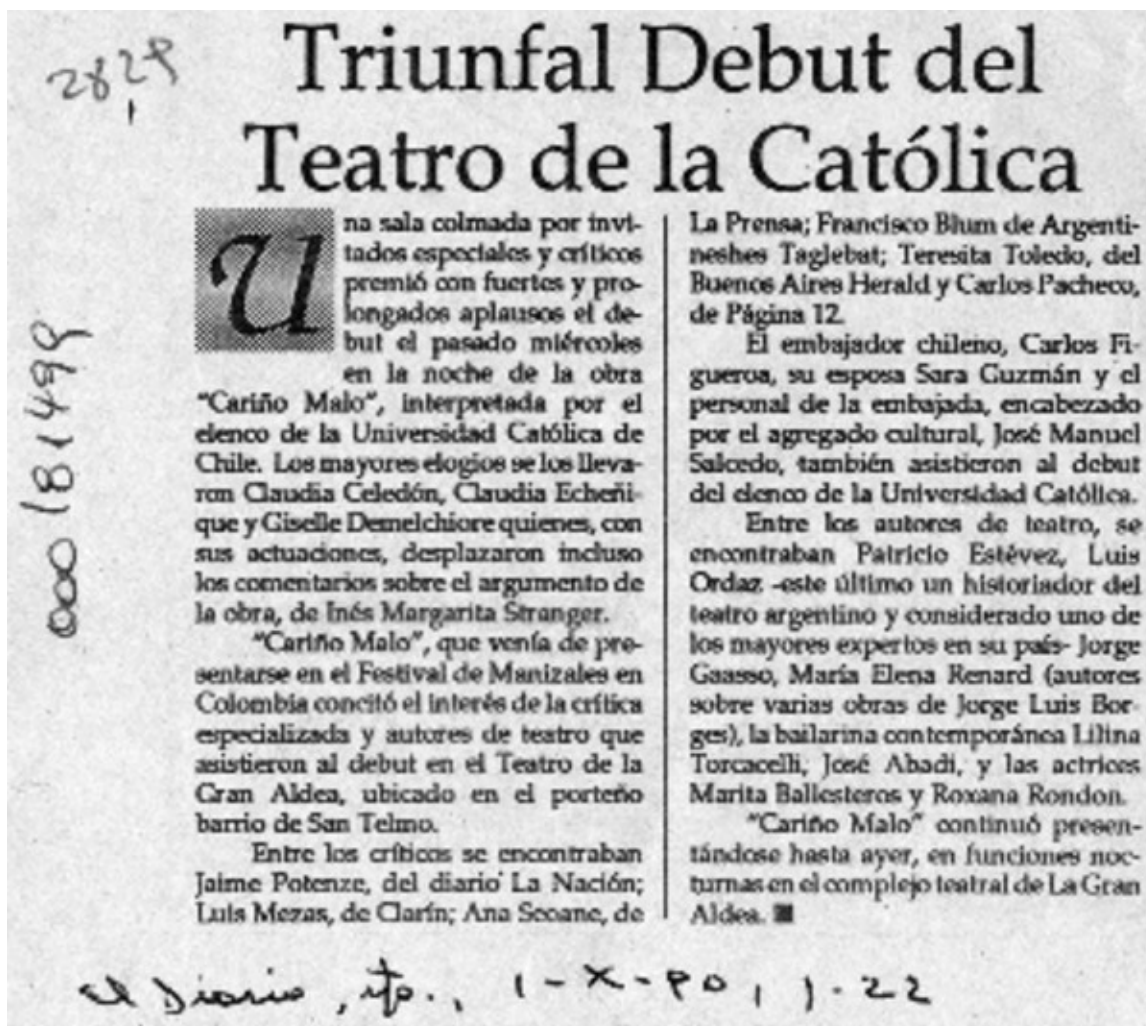 Triunfal Debut del
Teatro de la Católica
Una sala colmada por invi-
tados especiales y críticos
premió con fuertes y pro-
longados aplausos el de-
but el pasado miércoles
en la noche de la obra
"Cariño Malo", interpretada por el
elenco de la Universidad Católica de
Chile. Los mayores elogios se los lleva-
ron Claudia Celedón, Claudia Echeñi-
que y Giselle Demelchiore quienes, con
sus actuaciones, desplazaron incluso
los comentarios sobre el argumento de
la obra, de Inés Margarita Stranger.
"Cariño Malo", que venía de pre-
sentarse en el Festival de Manizales en
Colombia concitó el interés de la crítica
especializada y autores de teatro que
asistieron al debut en el Teatro de la
Gran Aldea, ubicado en el porteño
barrio de San Telmo.
Entre los críticos se encontraban
Jaime Potenze, del diario La Nación;
Luis Mezas, de Clarín; Ana Seoane, de
La Prensa; Francisco Blum de Argenti-
neshes Taglebat; Teresita Toledo, del
Buenos Aires Herald y Carlos Pacheco,
de Página 12.
El embajador chileno, Carlos Fi-
gueroa, su esposa Sara Guzmán y el
personal de la embajada, encabezado
por el agregado cultural, José Manuel
Salcedo, también asistieron al debut
del elenco de la Universidad Católica.
Entre los autores de teatro, se
encontraban Patricio Estévez, Luis
Ordaz -este último un historiador del
teatro argentino y considerado uno de
los mayores expertos en su país- Jorge
Gaasso, María Elena Renard (autores
sobre varias obras de Jorge Luis Bor-
ges), la bailarina contemporánea Lilina
Torcacelli, José Abadi, y las actrices
Marita Ballesteros y Roxana Rondon.
"Cariño Malo" continuó presen-
tándose hasta ayer, en funciones noc-
turnas en el complejo teatral de La Gran
Aldea.
000181499
el Diario, 1-X-90, 22